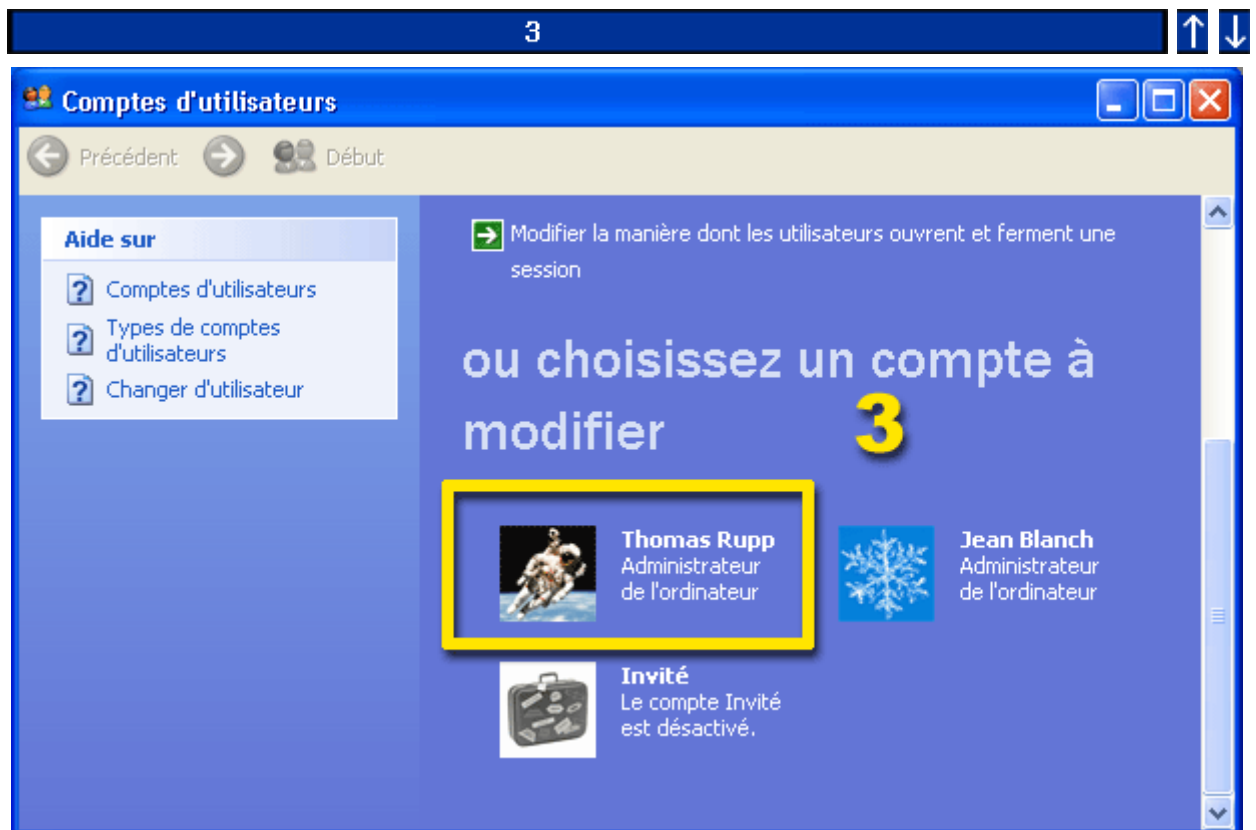 3
Comptes d'utilisateurs
Précédent
Début
Aide sur
Comptes d'utilisateurs
Types de comptes
d'utilisateurs
Changer d'utilisateur
Modifier la manière dont les utilisateurs ouvrent et ferment une
session
ou choisissez un compte à
modifier
3
Thomas Rupp
Administrateur
de l'ordinateur
Jean Blanch
Administrateur
de l'ordinateur
Invité
Le compte Invité
est désactivé.